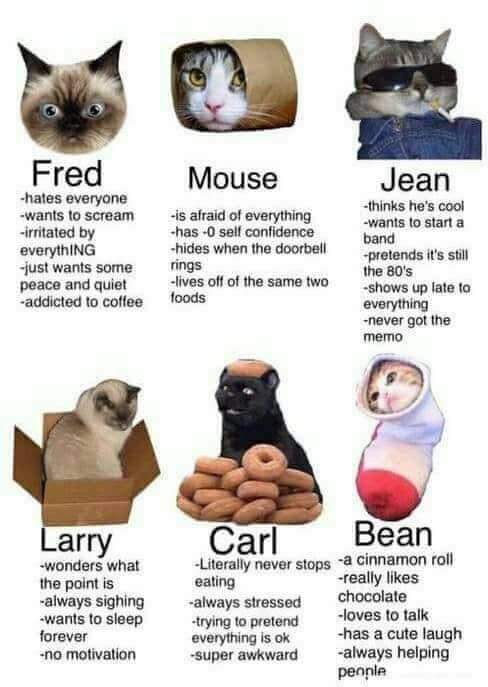 Fred
-hates everyone
-wants to scream
-irritated by
everythING
-just wants some
peace and quiet
-addicted to coffee
Mouse
-is afraid of everything
-has -0 self confidence
-hides when the doorbell
rings
-lives off of the same two
foods
Jean
-thinks he's cool
-wants to start a
band
-pretends it's still
the 80's
-shows up late to
everything
-never got the
memo
Larry
-wonders what
the point is
-always sighing
-wants to sleep
forever
-no motivation
Carl
-Literally never stops
eating
-always stressed
-trying to pretend
everything is ok
-super awkward
Bean
-a cinnamon roll
-really likes
chocolate
-loves to talk
-has a cute laugh
-always helping
people